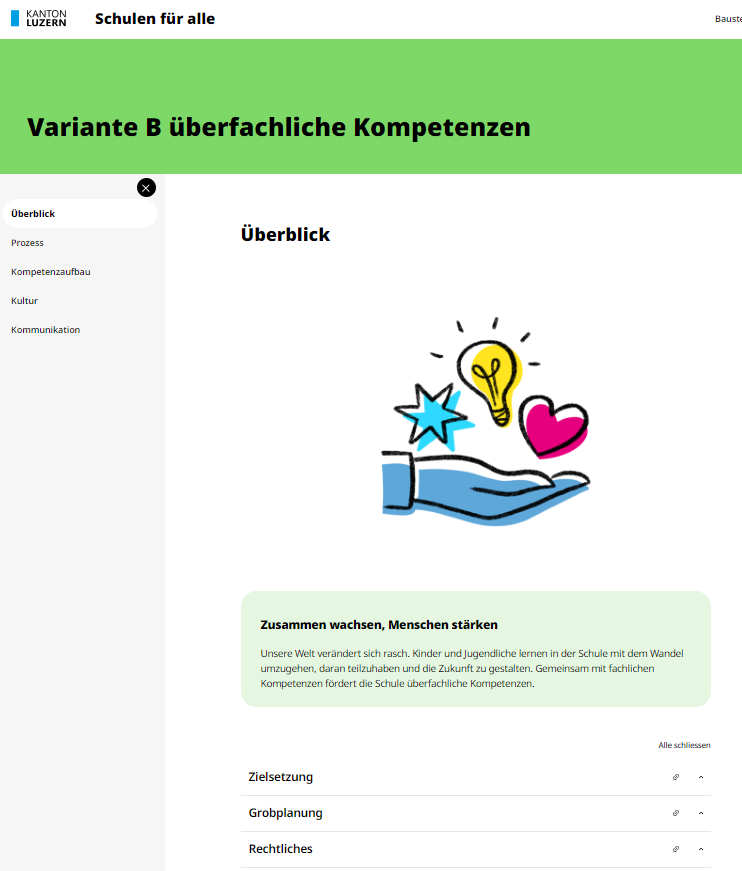 KANTON
LUZERN
Schulen für alle
Variante B überfachliche Kompetenzen
Überblick
Prozess
Kompetenzaufbau
Kultur
Kommunikation
Überblick
Zusammen wachsen, Menschen stärken
Unsere Welt verändert sich rasch. Kinder und Jugendliche lernen in der Schule mit dem Wandel
umzugehen, daran teilzuhaben und die Zukunft zu gestalten. Gemeinsam mit fachlichen
Kompetenzen fördert die Schule überfachliche Kompetenzen.
Alle schliessen
Zielsetzung
Grobplanung
Rechtliches